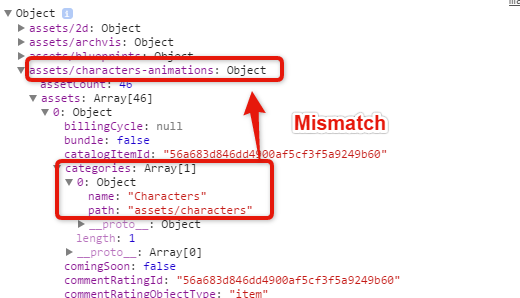 Object i
assets/2d: Object
assets/archvis: Object
assets/blueprints: Object
assets/characters-animations: Object
assetCount: 46
assets: Array[46]
0: Object
billingCycle: null
bundle: false
Mismatch
catalogItemId: "56a683d846dd4900af5cf3f5a9249b60"
categories: Array[1]
0: Object
name: "Characters"
path: "assets/characters"
__proto__: Object
length: 1
__proto__: Array[0]
comingSoon: false
commentRatingId: "56a683d846dd4900af5cf3f5a9249b60"
commentRatingObjectType: "item"